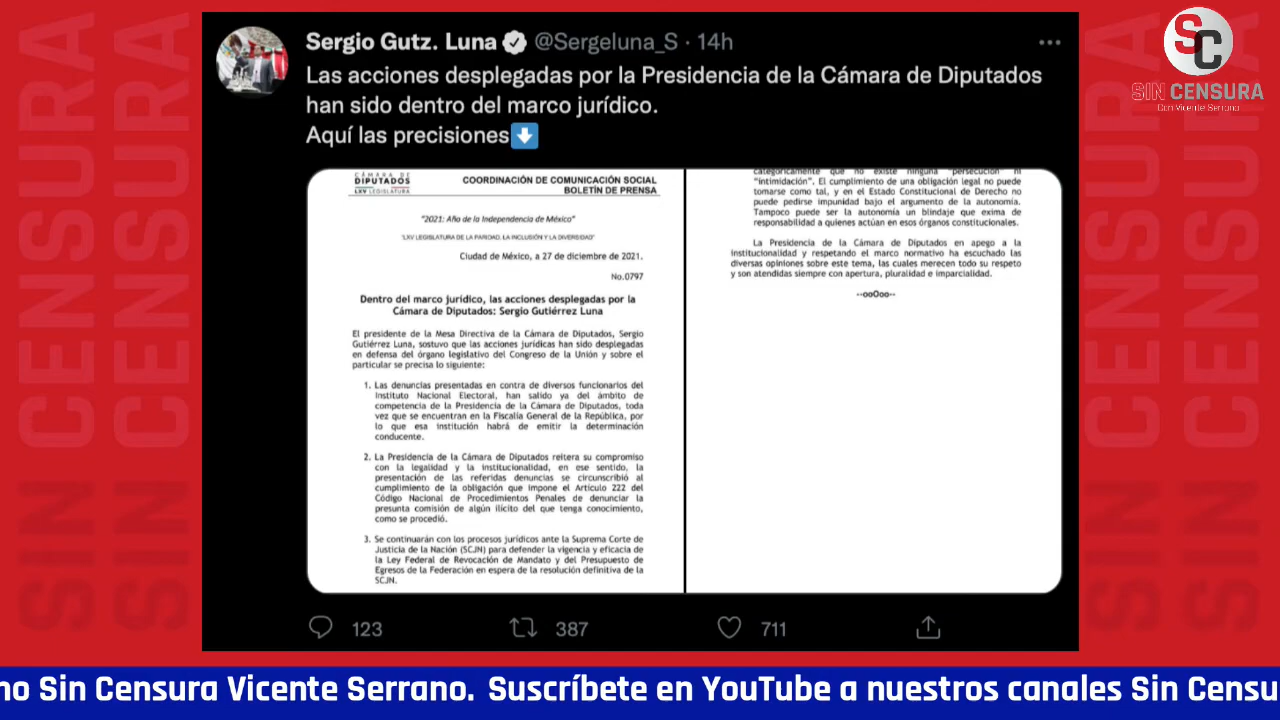 Sergio Gutz. Luna @Sergeluna_S · 14h
Las acciones desplegadas por la Presidencia de la Cámara de Diputados
han sido dentro del marco jurídico.
Aquí las precisiones⬇️
CÁMARA DE
DIPUTADOS
LXV LEGISLATURA
COORDINACIÓN DE COMUNICACIÓN SOCIAL
BOLETÍN DE PRENSA
"2021: Año de la Independencia de México"
"LXV LEGISLATURA DE LA PARIDAD, LA INCLUSIÓN Y LA DIVERSIDAD"
Ciudad de México, a 27 de diciembre de 2021.
No.0797
Dentro del marco jurídico, las acciones desplegadas por la
Cámara de Diputados: Sergio Gutiérrez Luna
El presidente de la Mesa Directiva de la Cámara de Diputados, Sergio
Gutiérrez Luna, sostuvo que las acciones jurídicas han sido desplegadas
en defensa del órgano legislativo del Congreso de la Unión y sobre el
particular se precisa lo siguiente:
1. Las denuncias presentadas en contra de diversos funcionarios del
Instituto Nacional Electoral, han salido ya del ámbito de
competencia de la Presidencia de la Cámara de Diputados, toda
vez que se encuentran en la Fiscalía General de la República, por
lo que esa institución habrá de emitir la determinación
conducente.
2. La Presidencia de la Cámara de Diputados reitera su compromiso
con la legalidad y la institucionalidad, en ese sentido, la
presentación de las referidas denuncias se circunscribió al
cumplimiento de la obligación que impone el Artículo 222 del
Código Nacional de Procedimientos Penales de denunciar la
presunta comisión de algún ilícito del que tenga conocimiento,
como se procedió.
3. Se continuarán con los procesos jurídicos ante la Suprema Corte de
Justicia de la Nación (SCJN) para defender la vigencia y eficacia de
la Ley Federal de Revocación de Mandato y del Presupuesto de
Egresos de la Federación en espera de la resolución definitiva de la
SCJN.
categóricamente que no existe ninguna "persecución" ni
"intimidación". El cumplimiento de una obligación legal no puede
tomarse como tal, y en el Estado Constitucional de Derecho no
puede pedirse impunidad bajo el argumento de la autonomía.
Tampoco puede ser la autonomía un blindaje que exima de
responsabilidad a quienes actúan en esos órganos constitucionales.
La Presidencia de la Cámara de Diputados en apego a la
institucionalidad y respetando el marco normativo ha escuchado las
diversas opiniones sobre este tema, las cuales merecen todo su respeto
y son atendidas siempre con apertura, pluralidad e imparcialidad.
--ooOoo--
123 387 711
SC
SIN CENSURA
Con Vicente Serrano
SIN CENSURA
SIN CENSURA
SIN CENSURA
SIN CENSURA
no Sin Censura Vicente Serrano. Suscríbete en YouTube a nuestros canales Sin Censu